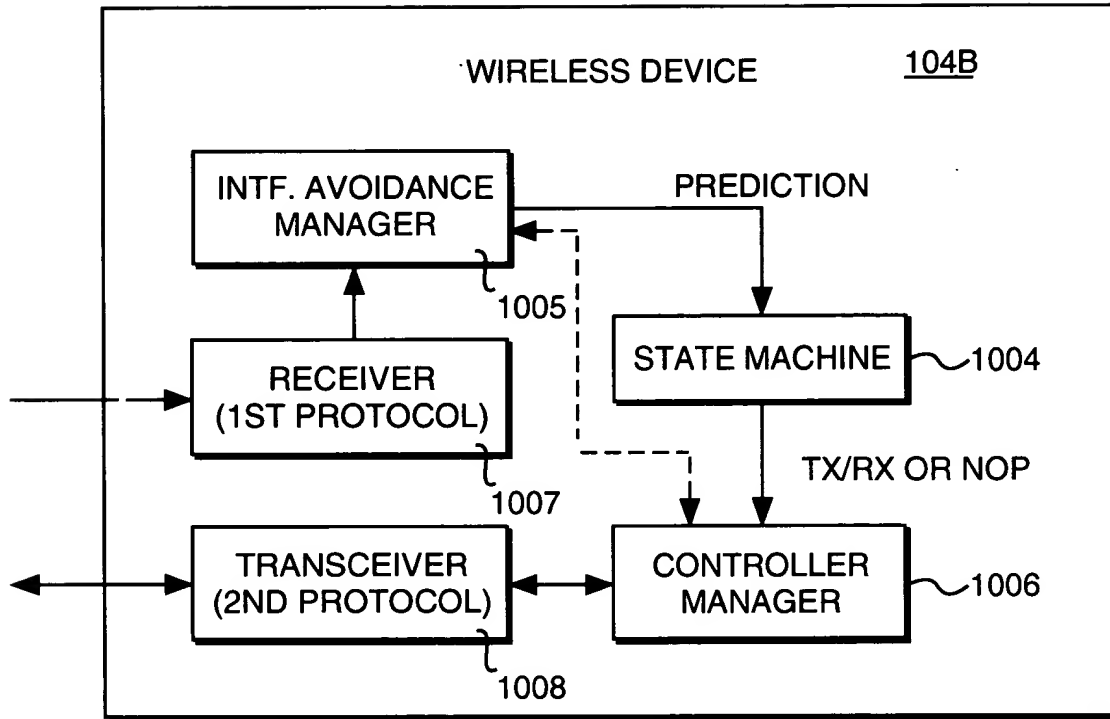 WIRELESS DEVICE
104B
INTF. AVOIDANCE
MANAGER
1005
PREDICTION
STATE MACHINE
1004
RECEIVER
(1ST PROTOCOL)
1007
TX/RX OR NOP
TRANSCEIVER
(2ND PROTOCOL)
1008
CONTROLLER
MANAGER
1006